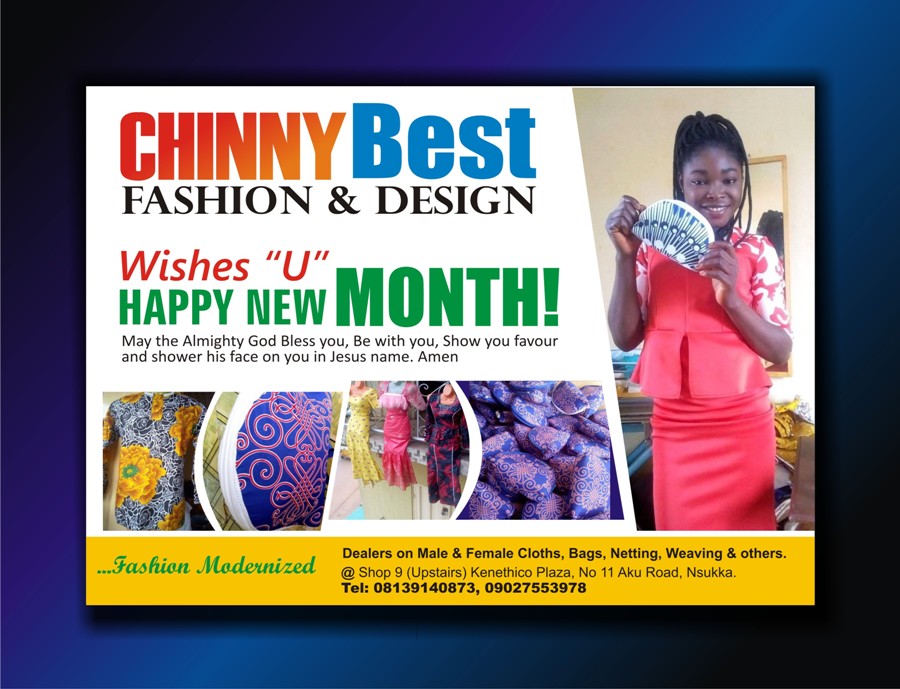 CHINNY Best
FASHION & DESIGN
Wishes "U"
HAPPY NEW MONTH!
May the Almighty God Bless you, Be with you, Show you favour
and shower his face on you in Jesus name. Amen
...Fashion Modernized
Dealers on Male & Female Cloths, Bags, Netting, Weaving & others.
@ Shop 9 (Upstairs) Kenethico Plaza, No 11 Aku Road, Nsukka.
Tel: 08139140873, 09027553978